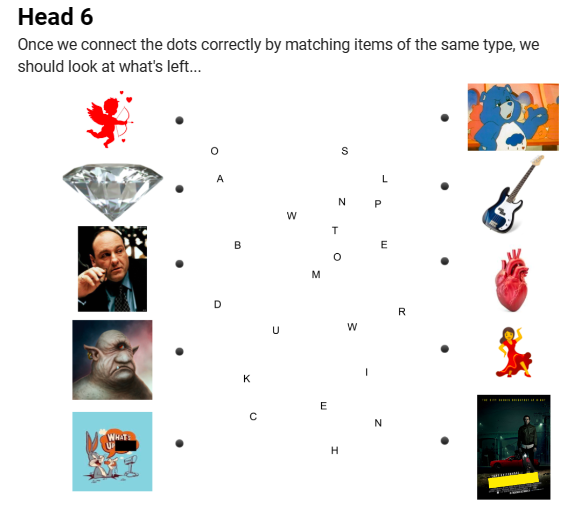 Head 6
Once we connect the dots correctly by matching items of the same type, we
should look at what's left...
O S
A L
N P
W
T
B E
O
M
D
R
U W
I
K
E
C
N
H
WHAT'S